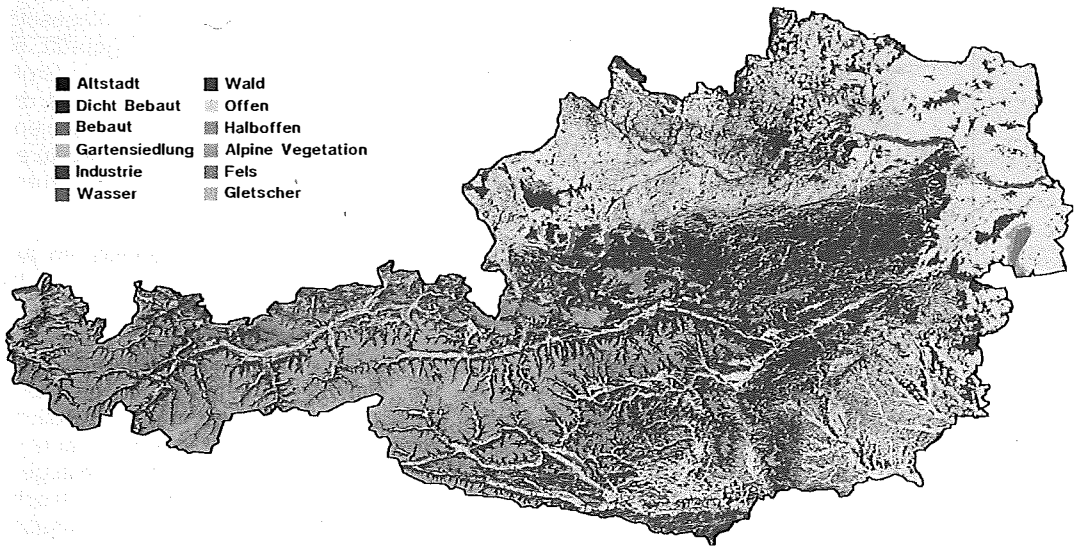 Altstadt
Dicht Bebaut
Bebaut
Gartensiedlung
Industrie
Wasser
Wald
Offen
Halboffen
Alpine Vegetation
Fels
Gletscher